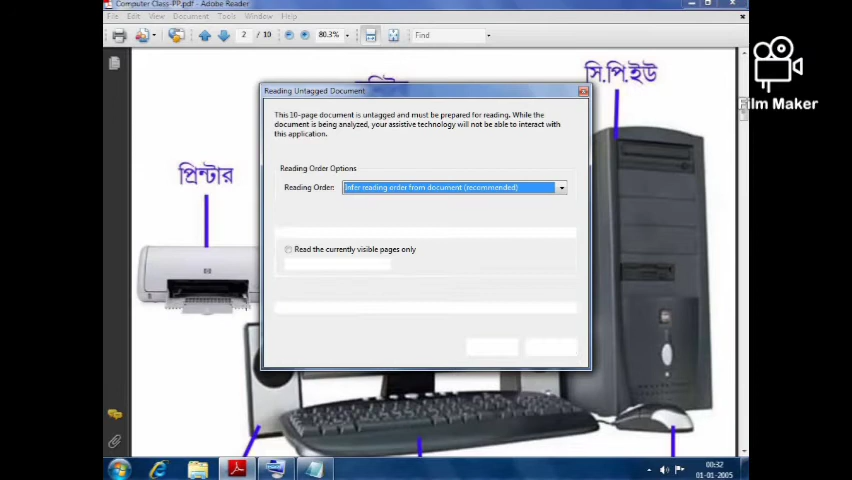 Computer Class-PP.pdf - Adobe Reader
File Edit View Document Tools Window Help
2 / 10 80.3% Find
সি.পি.ইউ
Film Maker
Reading Untagged Document
This 10-page document is untagged and must be prepared for reading. While the
document is being analyzed, your assistive technology will not be able to interact with
this application.
প্রিন্টার
Reading Order Options
Reading Order: Infer reading order from document (recommended)
Read the currently visible pages only
hp
00:32
01-01-2005